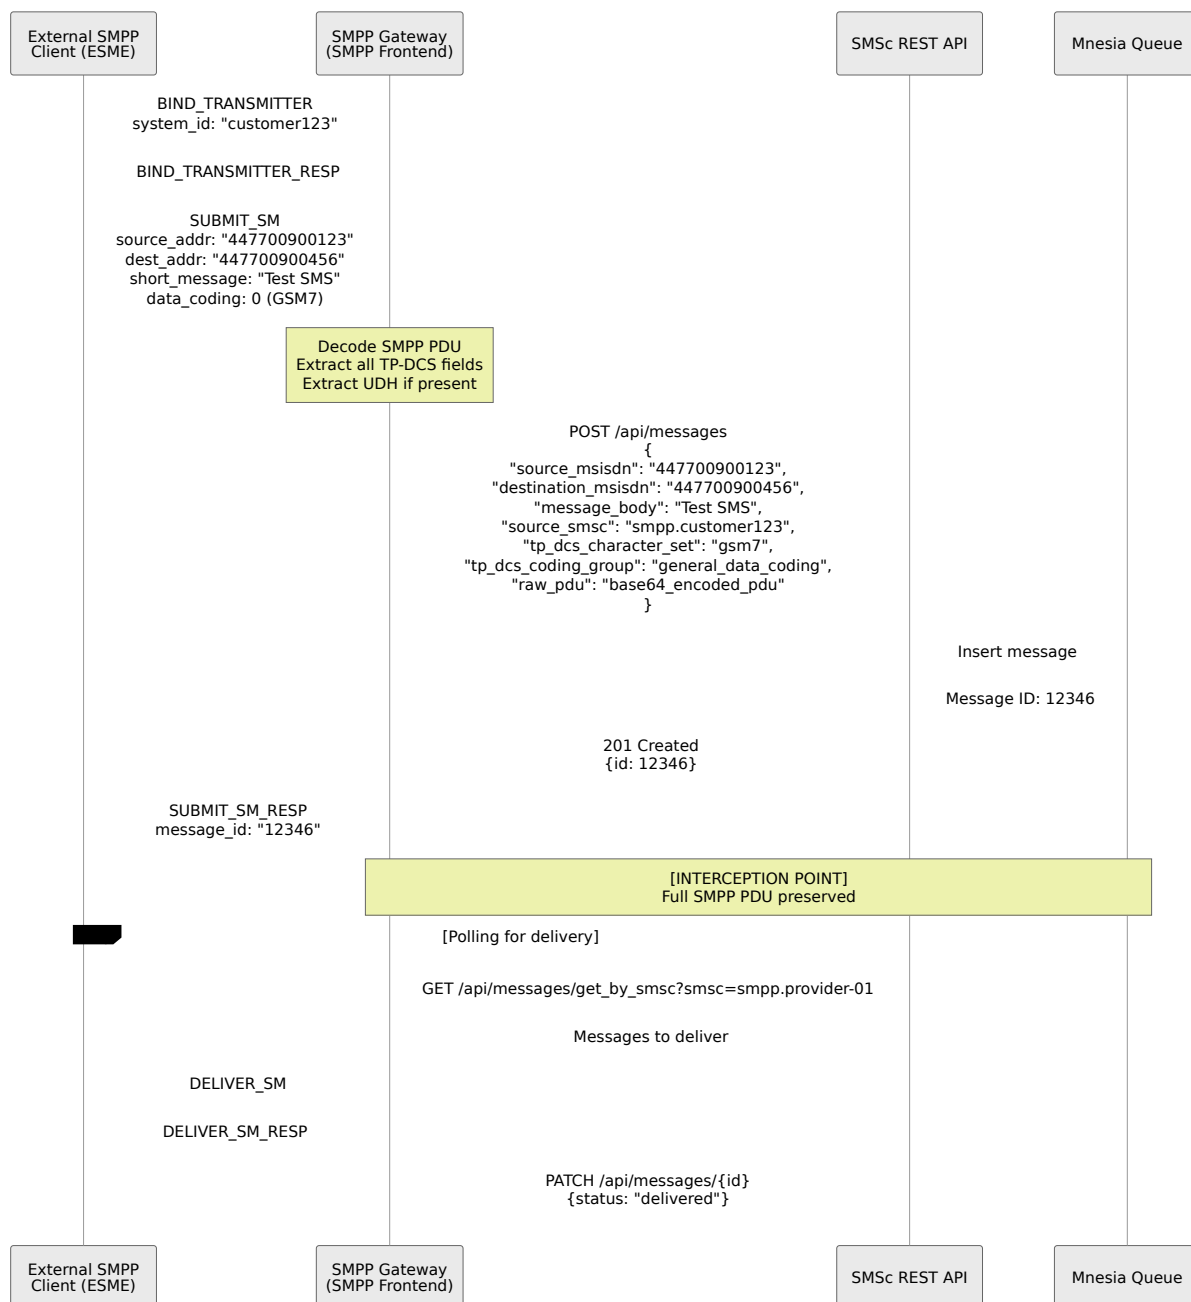 External SMPP
Client (ESME)
SMPP Gateway
(SMPP Frontend)
SMSc REST API
Mnesia Queue
BIND_TRANSMITTER
system_id: "customer123"
BIND_TRANSMITTER_RESP
SUBMIT_SM
source_addr: "447700900123"
dest_addr: "447700900456"
short_message: "Test SMS"
data_coding: 0 (GSM7)
Decode SMPP PDU
Extract all TP-DCS fields
Extract UDH if present
POST /api/messages
{
"source_msisdn": "447700900123",
"destination_msisdn": "447700900456",
"message_body": "Test SMS",
"source_smsc": "smpp.customer123",
"tp_dcs_character_set": "gsm7",
"tp_dcs_coding_group": "general_data_coding",
"raw_pdu": "base64_encoded_pdu"
}
Insert message
Message ID: 12346
201 Created
{id: 12346}
SUBMIT_SM_RESP
message_id: "12346"
[INTERCEPTION POINT]
Full SMPP PDU preserved
[Polling for delivery]
GET /api/messages/get_by_smsc?smsc=smpp.provider-01
Messages to deliver
DELIVER_SM
DELIVER_SM_RESP
PATCH /api/messages/{id}
{status: "delivered"}
External SMPP
Client (ESME)
SMPP Gateway
(SMPP Frontend)
SMSc REST API
Mnesia Queue